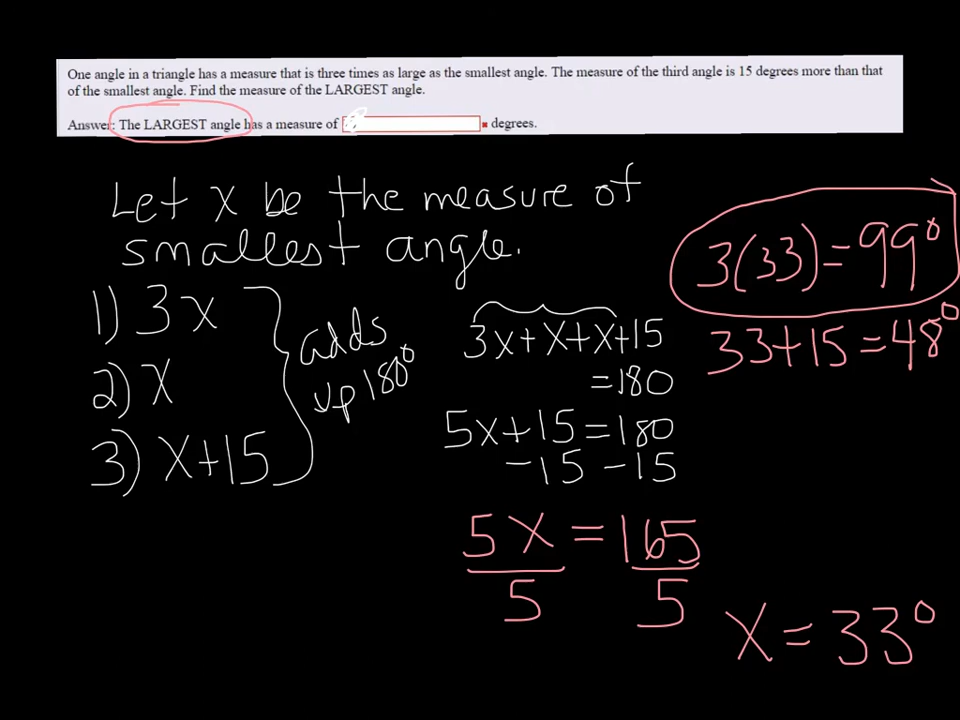 One angle in a triangle has a measure that is three times as large as the smallest angle. The measure of the third angle is 15 degrees more than that
of the smallest angle. Find the measure of the LARGEST angle.
Answer: The LARGEST angle has a measure of degrees.
Let x be the measure of
smallest angle.
1) 3x
2) x
3) x+15
adds
up 180°
3x+x+x+15
=180
5x+15=180
-15 -15
5x = 165
5 5
x = 33°
3(33)=99°
33+15=48°